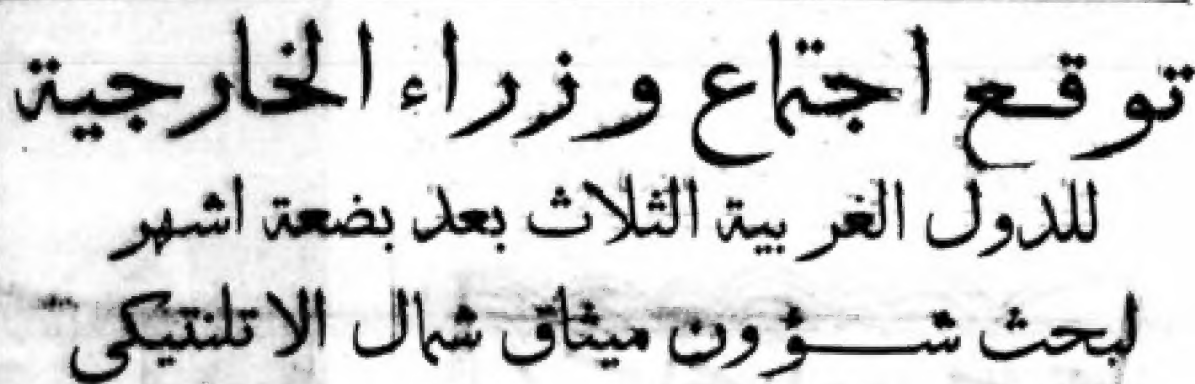 توقع اجتماع وزراء الخارجية
للدول الغربية الثلاث بعد بضعة اشهر
لبحث شؤون ميثاق شمال الاتلنتيكي